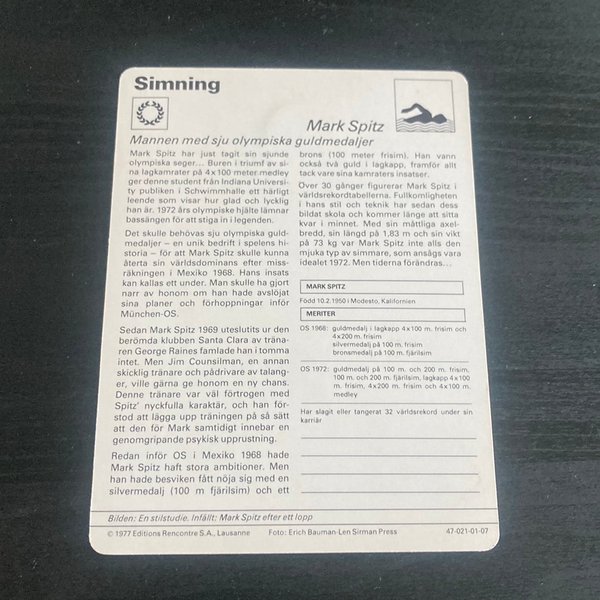 Simning
Mark Spitz
Mannen med sju olympiska guldmedaljer
Mark Spitz har just tagit sin sjunde
olympiska seger... Buren i triumf av si-
na lagkamrater på 4x100 meter medley
ger denne student från Indiana Universi-
ty publiken i Schwimmhalle ett härligt
leende som visar hur glad och lycklig
han är. 1972 års olympiske hjälte lämnar
bassängen för att stiga in i legenden.
Det skulle behövas sju olympiska guld-
medaljer – en unik bedrift i spelens hi-
storia – för att Mark Spitz skulle kunna
återta sin världsdominans efter miss-
räkningen i Mexiko 1968. Hans insats
kan kallas ett under. Man skulle ha gjort
narr av honom om han hade avslöjat
sina planer och förhoppningar inför
München-OS.
Sedan Mark Spitz 1969 uteslutits ur den
berömda klubben Santa Clara av träna-
ren George Raines famlade han i tomma
intet. Men Jim Counsilman, en annan
skicklig tränare och pådrivare av talang-
er, ville gärna ge honom en ny chans.
Denne tränare var väl förtrogen med
Spitz' nyckfulla karaktär, och han för-
stod att lägga upp träningen på så sätt
att den för Mark samtidigt innebar en
genomgripande psykisk upprustning.
Redan inför OS i Mexiko 1968 hade
Mark Spitz haft stora ambitioner. Men
han hade besviken fått nöja sig med en
silvermedalj (100 m fjärilsim) och ett
brons (100 meter frisim). Han vann
också två guld i lagkapp, framför allt
tack vare sina kamraters insatser.
Över 30 gånger figurerar Mark Spitz i
världsrekordtabellerna. Fullkomligheten
i hans stil och teknik har sedan dess
bildat skola och kommer länge att sitta
kvar i minnet. Med sin måttliga axel-
bredd, sin längd på 1,83 m och sin vikt
på 73 kg var Mark Spitz inte alls den
mjuka typ av simmare, som ansågs vara
idealet 1972. Men tiderna förändras...
MARK SPITZ
Född 10.2.1950 i Modesto, Kalifornien
MERITER
OS 1968: guldmedalj i lagkapp 4x100 m. frisim och
4x200 m. frisim
silvermedalj på 100 m. frisim
bronsmedalj på 100 m. fjärilsim
OS 1972: guldmedalj på 100 m. och 200 m. frisim,
100 m. och 200 m. fjärilsim, lagkapp 4x100
m. frisim, 4x200 m. frisim och 4x100 m.
medley
Har slagit eller tangerat 32 världsrekord under sin
karriär
Bilden: En stilstudie. Infällt: Mark Spitz efter ett lopp
© 1977 Editions Rencontre S.A., Lausanne Foto: Erich Bauman-Len Sirman Press 47-021-01-07